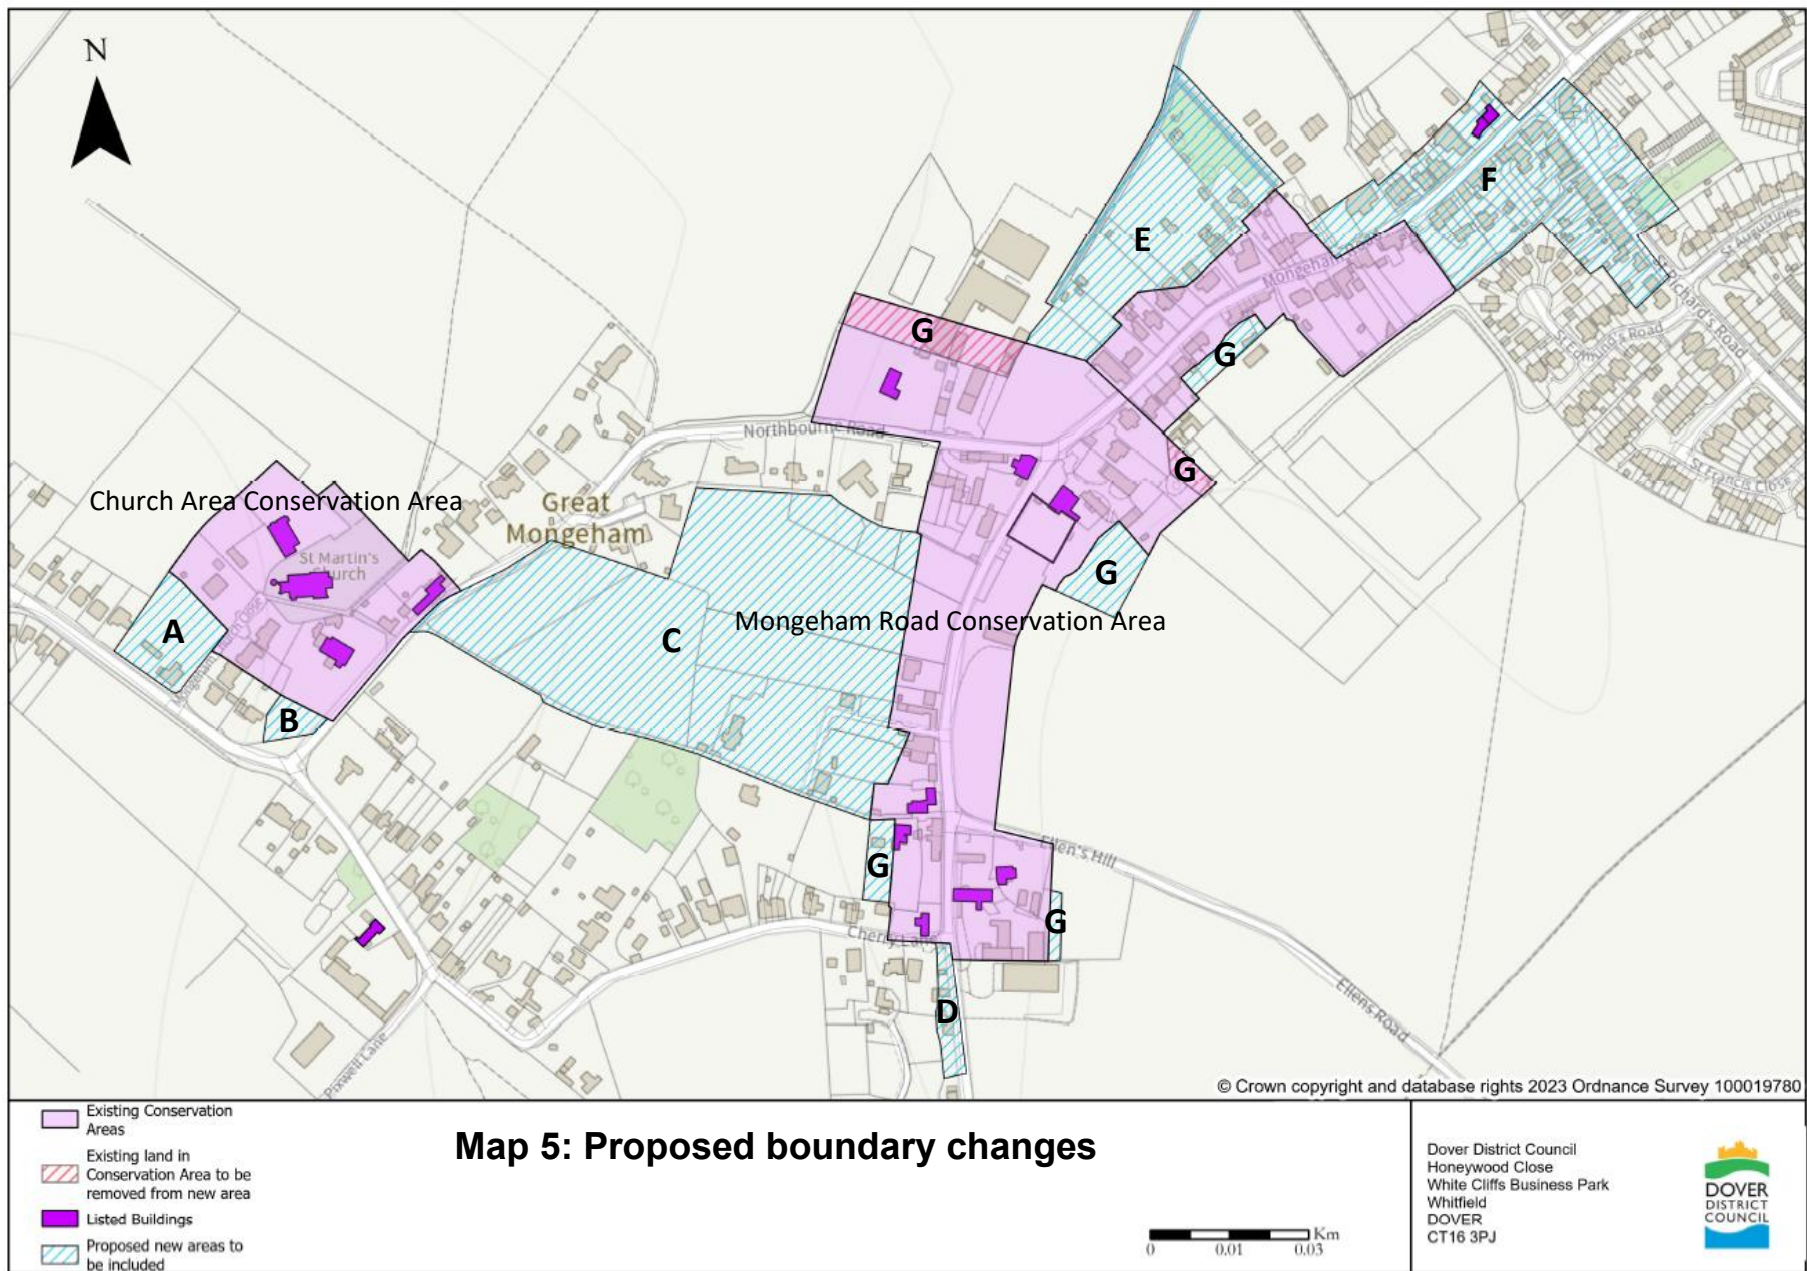 N
F
E
Mongeham
St Augustines
St Richard's Road
G
G
St Edmund's Road
Northbourne Road
G
St Francis Close
Church Area Conservation Area
Great
Mongeham
St Martin's
Church
G
A
C
Mongeham Road Conservation Area
B
Ellen's Hill
G
G
Cherry Lane
D
Ellens Road
Pixwell Lane
© Crown copyright and database rights 2023 Ordnance Survey 100019780
Existing Conservation
Areas
Existing land in
Conservation Area to be
removed from new area
Listed Buildings
Proposed new areas to
be included
Map 5: Proposed boundary changes
Km
0 0.01 0.03
Dover District Council
Honeywood Close
White Cliffs Business Park
Whitfield
DOVER
CT16 3PJ
DOVER
DISTRICT
COUNCIL